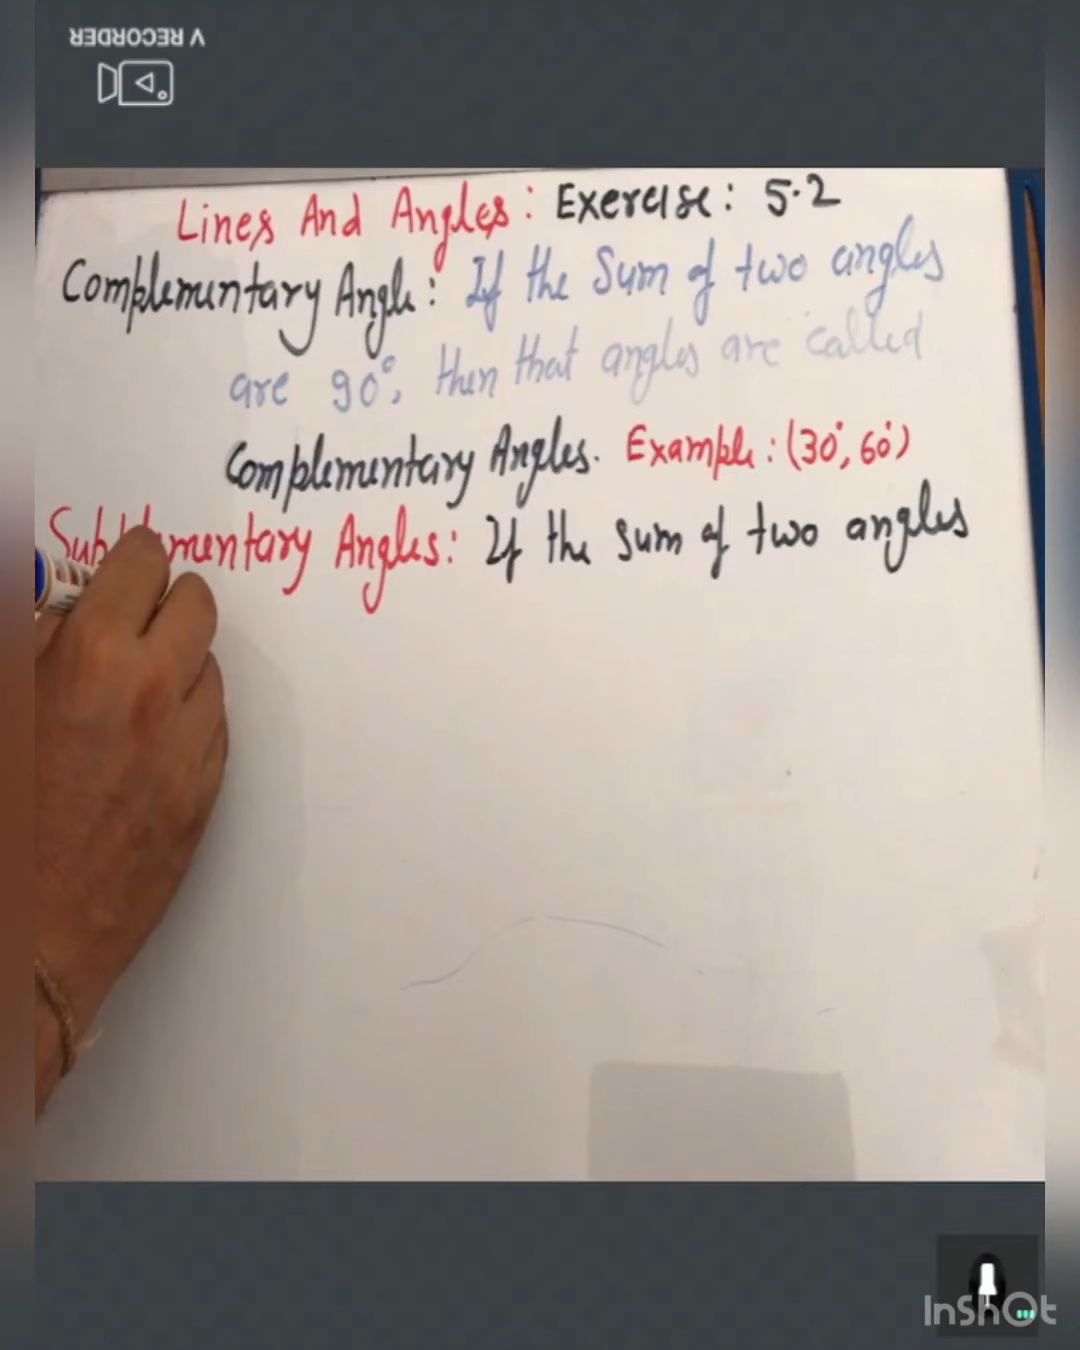 V RECORDER
Lines And Angles: Exercise: 5.2
Complementary Angle: If the Sum of two angles
are 90°, then that angles are called
Complementary Angles. Example: (30°, 60°)
Angles: If the sum of two angles
InShOt